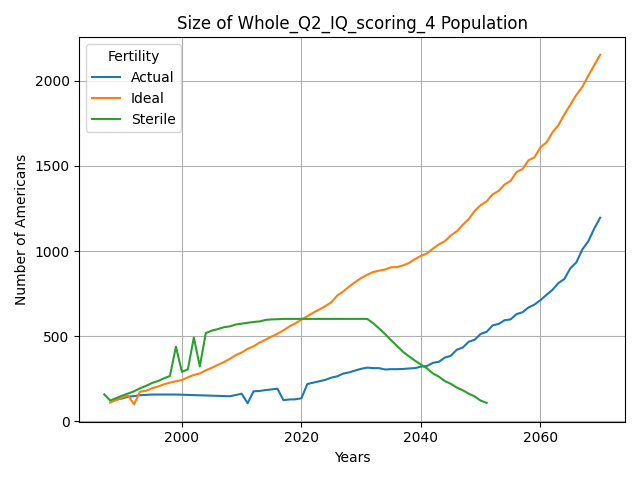 Size of Whole_Q2_IQ_scoring_4 Population
Fertility
Actual
Ideal
Sterile
Number of Americans
2000
1500
1000
500
0
2000
2020
2040
2060
Years